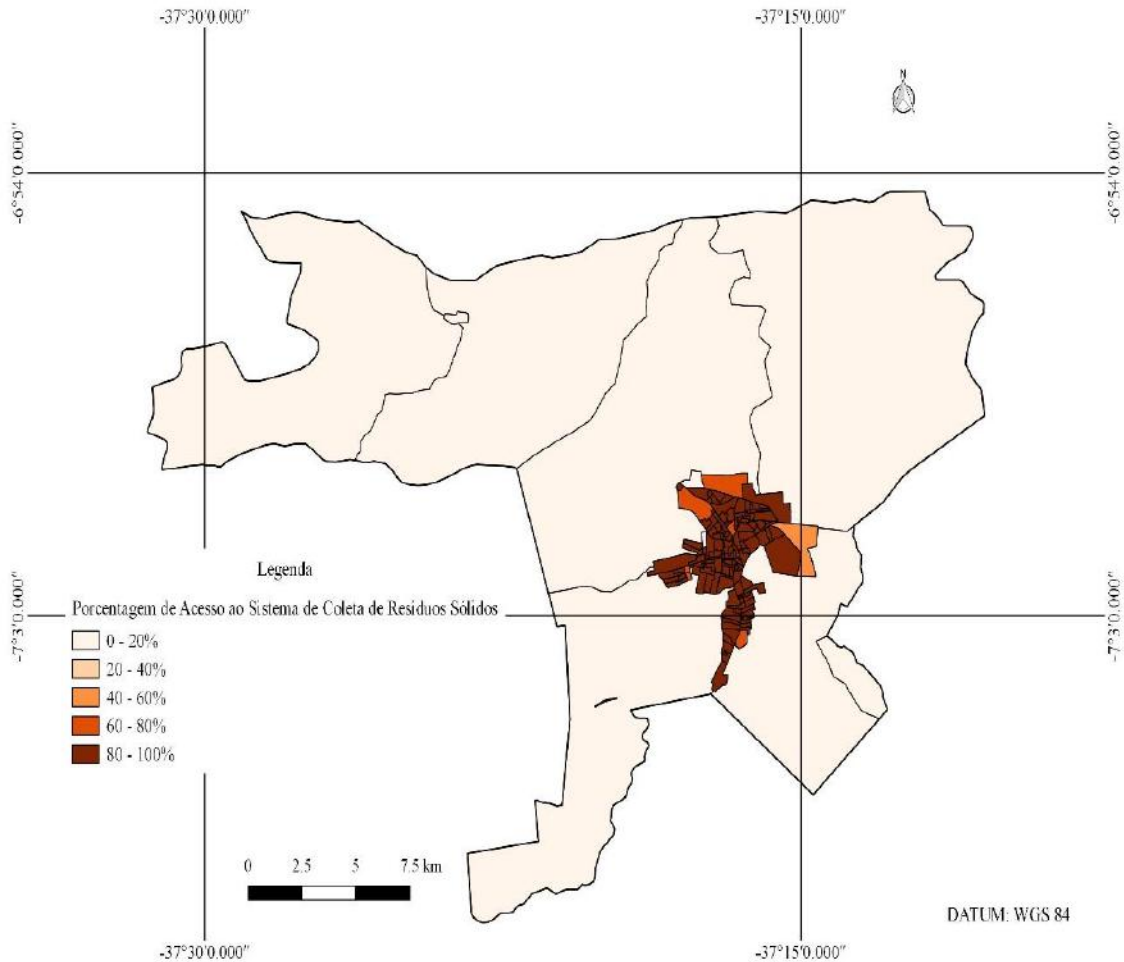 -37°30'0.000"
-37°15'0.000"
N
-6°54'0.000"
-6°54'0.000"
Legenda
Porcentagem de Acesso ao Sistema de Coleta de Resíduos Sólidos
0 - 20%
20 - 40%
40 - 60%
60 - 80%
80 - 100%
-7°3'0.000"
-7°3'0.000"
0 2.5 5 7.5 km
DATUM: WGS 84
-37°30'0.000"
-37°15'0.000"